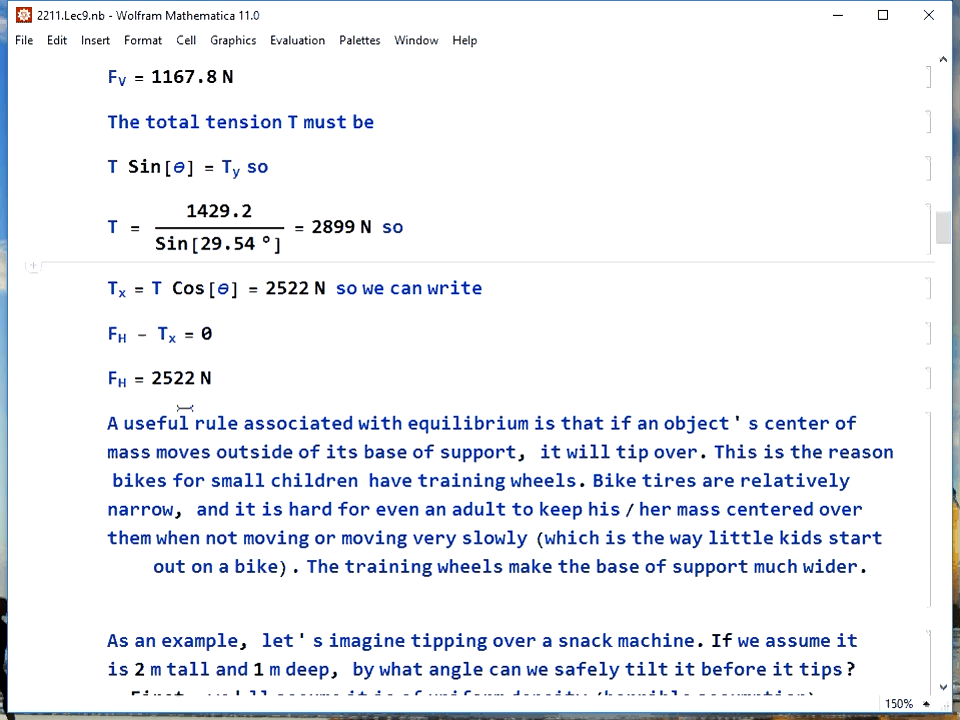 2211.Lec9.nb - Wolfram Mathematica 11.0
File Edit Insert Format Cell Graphics Evaluation Palettes Window Help
F_V = 1167.8 N
The total tension T must be
T Sin[θ] = T_y so
T = 1429.2 / Sin[29.54 °] = 2899 N so
T_x = T Cos[θ] = 2522 N so we can write
F_H - T_x = 0
F_H = 2522 N
A useful rule associated with equilibrium is that if an object's center of
mass moves outside of its base of support, it will tip over. This is the reason
bikes for small children have training wheels. Bike tires are relatively
narrow, and it is hard for even an adult to keep his/her mass centered over
them when not moving or moving very slowly (which is the way little kids start
out on a bike). The training wheels make the base of support much wider.
As an example, let's imagine tipping over a snack machine. If we assume it
is 2 m tall and 1 m deep, by what angle can we safely tilt it before it tips?
150%